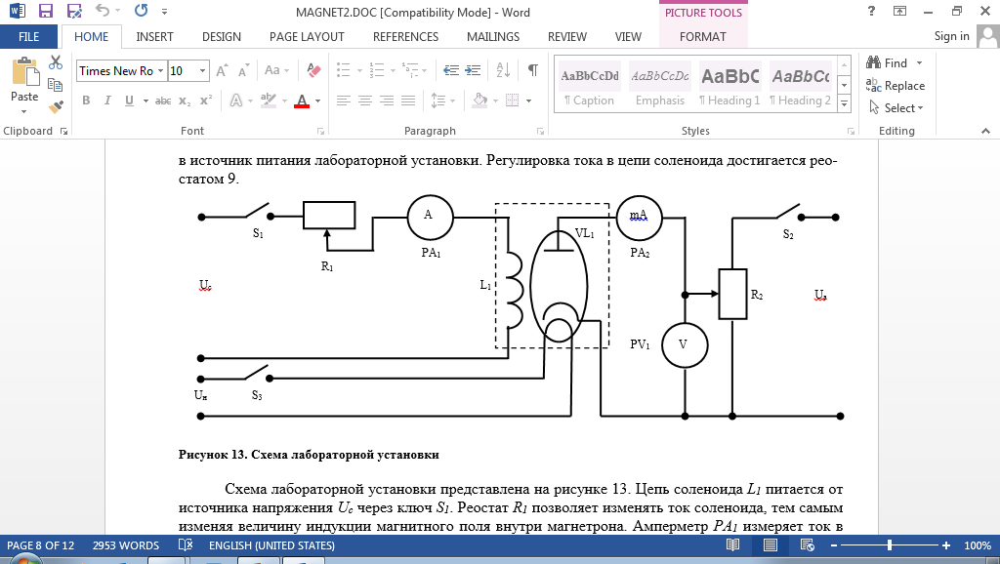 MAGNET2.DOC [Compatibility Mode] - Word
PICTURE TOOLS
FILE HOME INSERT DESIGN PAGE LAYOUT REFERENCES MAILINGS REVIEW VIEW FORMAT
Sign in
Times New Ro 10
Paste
Find
Replace
Select
AaBbCcDd AaBbCcDc AaBbC AaBbCc
¶ Caption Emphasis ¶ Heading 1 ¶ Heading 2
Clipboard Font Paragraph Styles Editing
в источник питания лабораторной установки. Регулировка тока в цепи соленоида достигается рео-
статом 9.
A mA
S1 VL1 S2
R1 PA1 PA2
Uc L1 R2 Uа
PV1 V
Uн S3
Рисунок 13. Схема лабораторной установки
Схема лабораторной установки представлена на рисунке 13. Цепь соленоида L1 питается от
источника напряжения Uc через ключ S1. Реостат R1 позволяет изменять ток соленоида, тем самым
изменяя величину индукции магнитного поля внутри магнетрона. Амперметр PA1 измеряет ток в
PAGE 8 OF 12 2953 WORDS ENGLISH (UNITED STATES) 100%